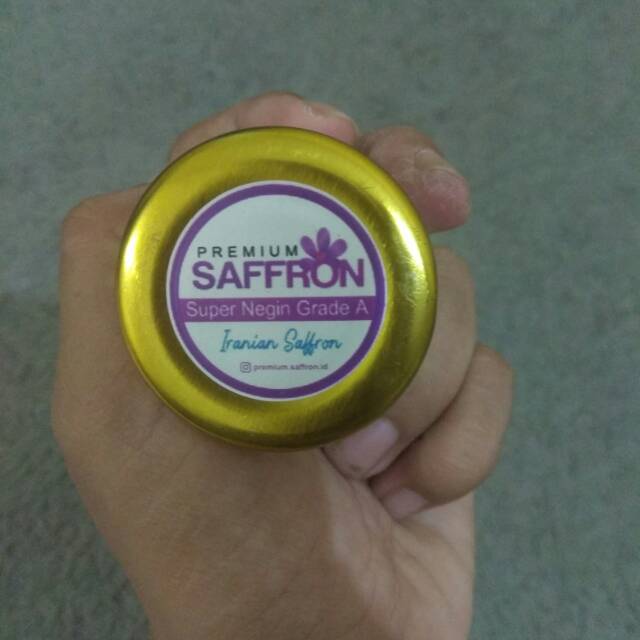 PREMIUM
SAFFRON
Super Negin Grade A
Iranian Saffron
premium.saffron.id